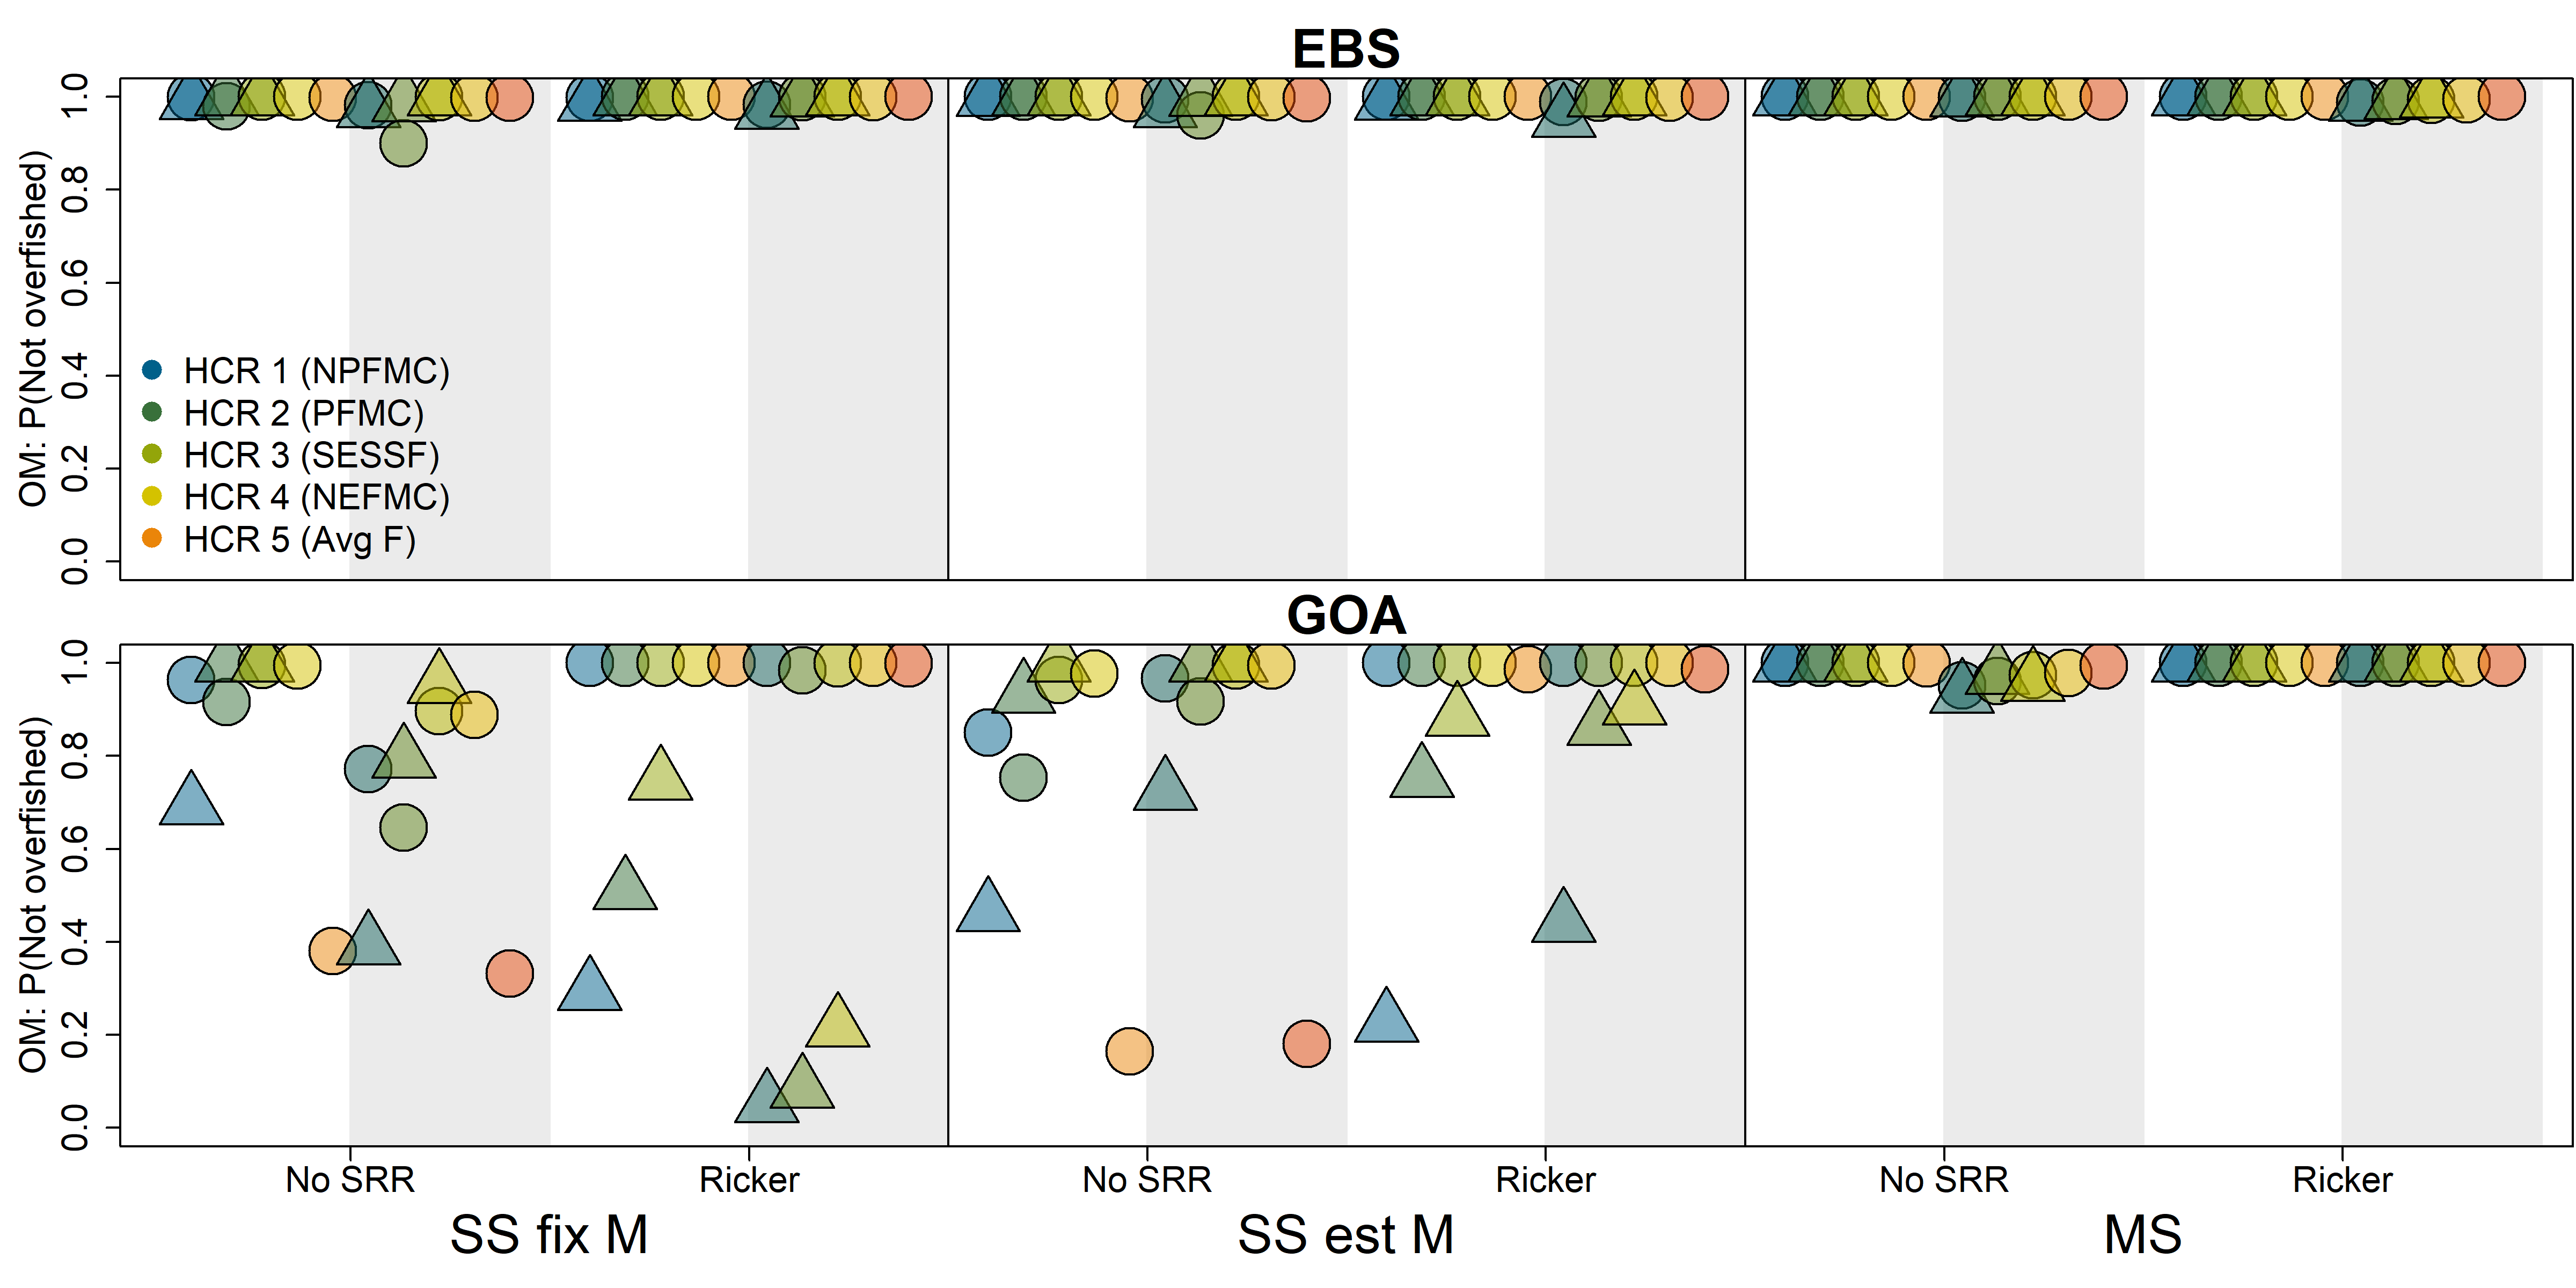 EBS
OM: P(Not overfished)
1.0
0.8
0.6
0.4
0.2
0.0
HCR 1 (NPFMC)
HCR 2 (PFMC)
HCR 3 (SESSF)
HCR 4 (NEFMC)
HCR 5 (Avg F)
GOA
OM: P(Not overfished)
1.0
0.8
0.6
0.4
0.2
0.0
No SRR Ricker No SRR Ricker No SRR Ricker
SS fix M SS est M MS